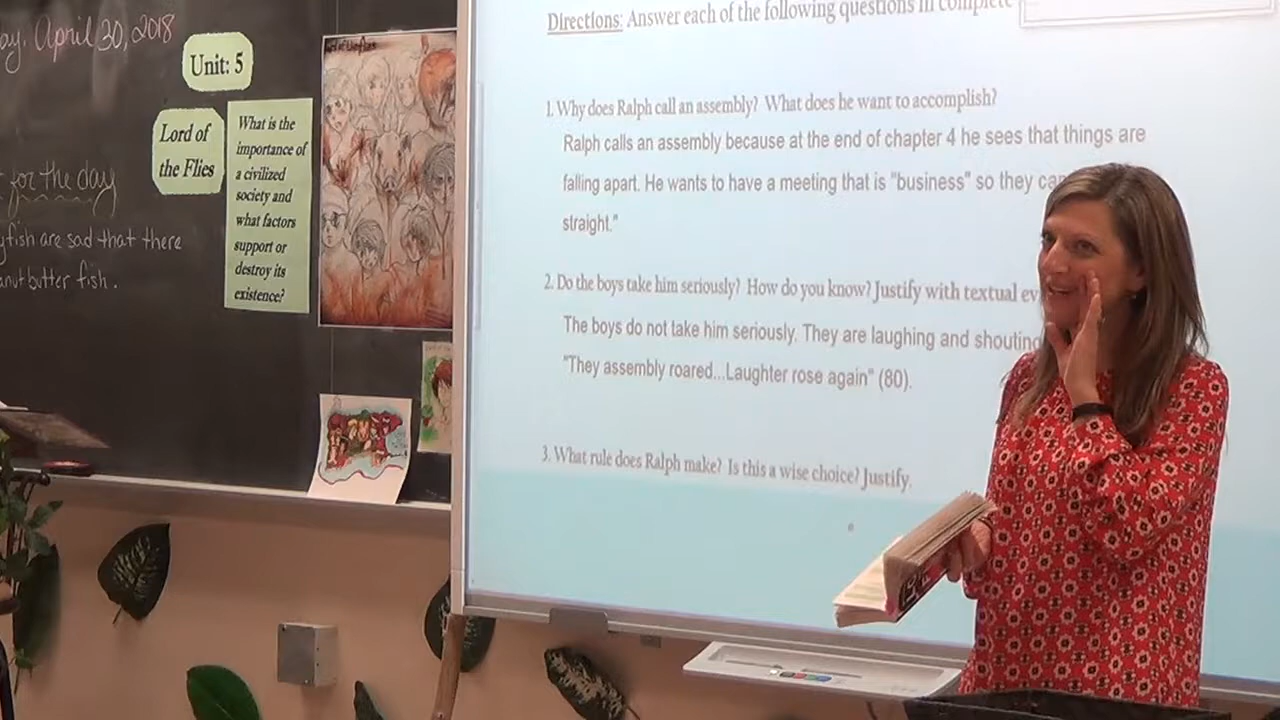 ay, April 30, 2018
Unit: 5
Lord of
the Flies
What is the
importance of
a civilized
society and
what factors
support or
destroy its
existence?
for the day
yfish are sad that there
anut butter fish.
Directions: Answer each of the following questions in complete
1. Why does Ralph call an assembly? What does he want to accomplish?
Ralph calls an assembly because at the end of chapter 4 he sees that things are
falling apart. He wants to have a meeting that is "business" so they can
straight."
2. Do the boys take him seriously? How do you know? Justify with textual ev
The boys do not take him seriously. They are laughing and shouting
"They assembly roared...Laughter rose again" (80).
3. What rule does Ralph make? Is this a wise choice? Justify.